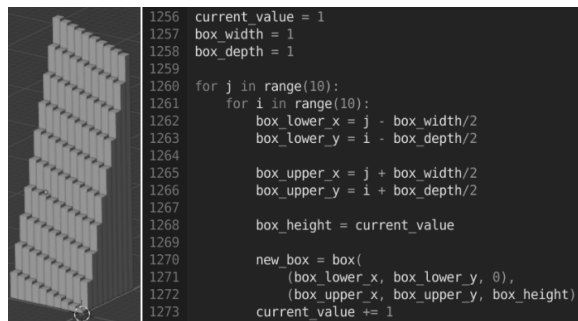 1256 current_value = 1
1257 box_width = 1
1258 box_depth = 1
1259
1260 for j in range(10):
1261     for i in range(10):
1262         box_lower_x = j - box_width/2
1263         box_lower_y = i - box_depth/2
1264
1265         box_upper_x = j + box_width/2
1266         box_upper_y = i + box_depth/2
1267
1268         box_height = current_value
1269
1270         new_box = box(
1271             (box_lower_x, box_lower_y, 0),
1272             (box_upper_x, box_upper_y, box_height)
1273         current_value += 1